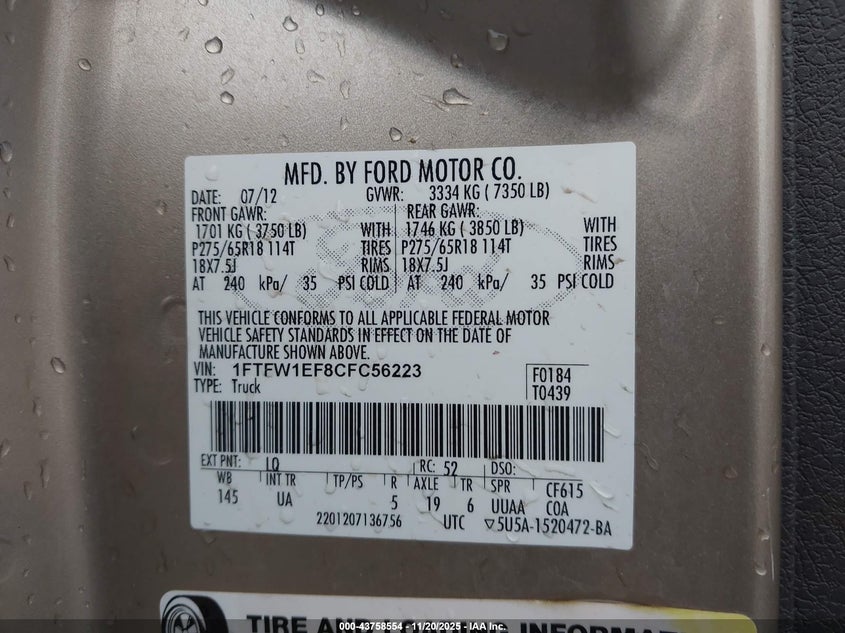 MFD. BY FORD MOTOR CO.
DATE: 07/12 GVWR: 3334 KG ( 7350 LB)
FRONT GAWR: REAR GAWR:
1701 KG ( 3750 LB) WITH 1746 KG ( 3850 LB) WITH
P275/65R18 114T TIRES P275/65R18 114T TIRES
18X7.5J RIMS 18X7.5J RIMS
AT 240 kPa/ 35 PSI COLD AT 240 kPa/ 35 PSI COLD
THIS VEHICLE CONFORMS TO ALL APPLICABLE FEDERAL MOTOR
VEHICLE SAFETY STANDARDS IN EFFECT ON THE DATE OF
MANUFACTURE SHOWN ABOVE.
VIN: 1FTFW1EF8CFC56223 F0184
TYPE: Truck T0439
EXT PNT: LQ RC: 52 DSO:
WB INT TR TP/PS R AXLE TR SPR CF615
145 UA 5 19 6 UUAA COA
2201207136756 UTC ▽5U5A-1520472-BA
000-43758554 — 11/20/2025 — IAA Inc.